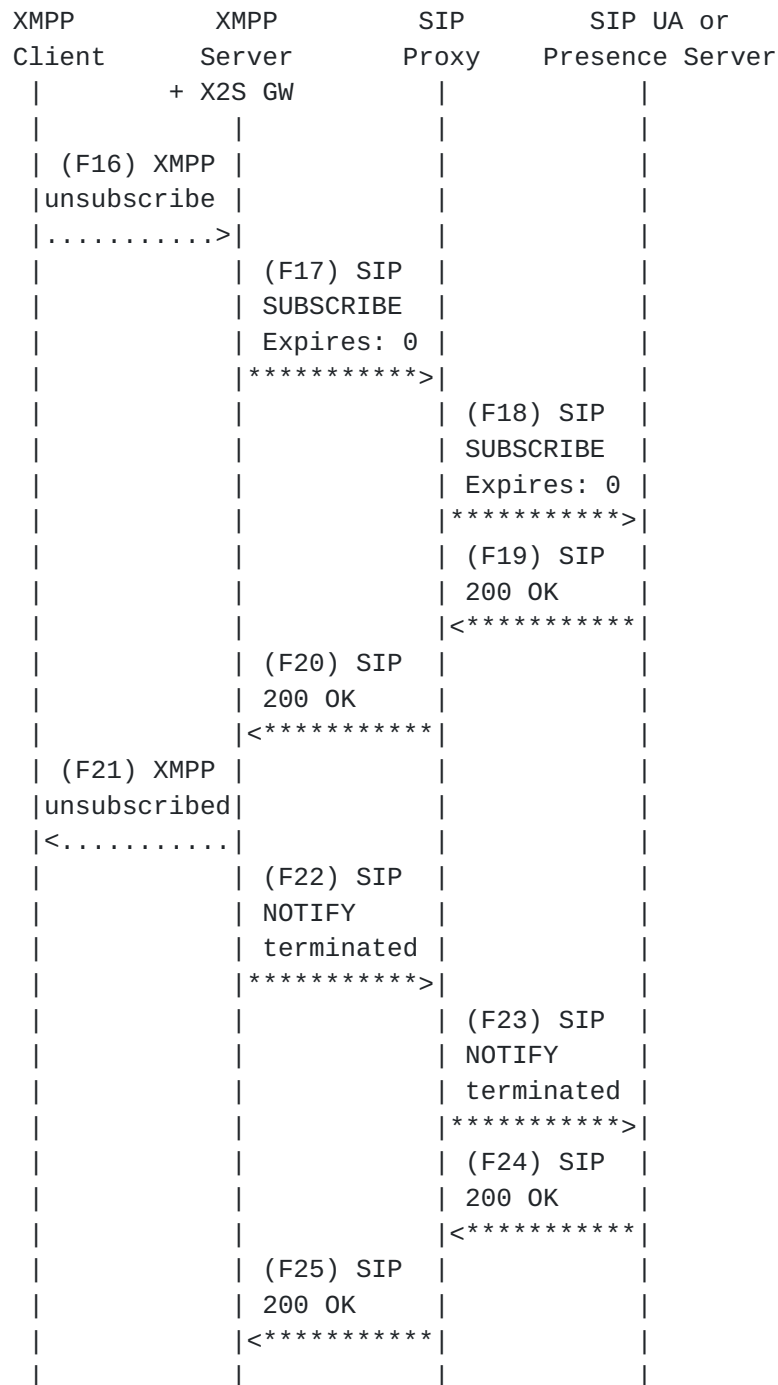 XMPP XMPP SIP SIP UA or
Client Server Proxy Presence Server
+ X2S GW
(F16) XMPP
unsubscribe
...........>
(F17) SIP
SUBSCRIBE
Expires: 0
***********>
(F18) SIP
SUBSCRIBE
Expires: 0
***********>
(F19) SIP
200 OK
<***********
(F20) SIP
200 OK
<***********
(F21) XMPP
unsubscribed
<...........
(F22) SIP
NOTIFY
terminated
***********>
(F23) SIP
NOTIFY
terminated
***********>
(F24) SIP
200 OK
<***********
(F25) SIP
200 OK
<***********